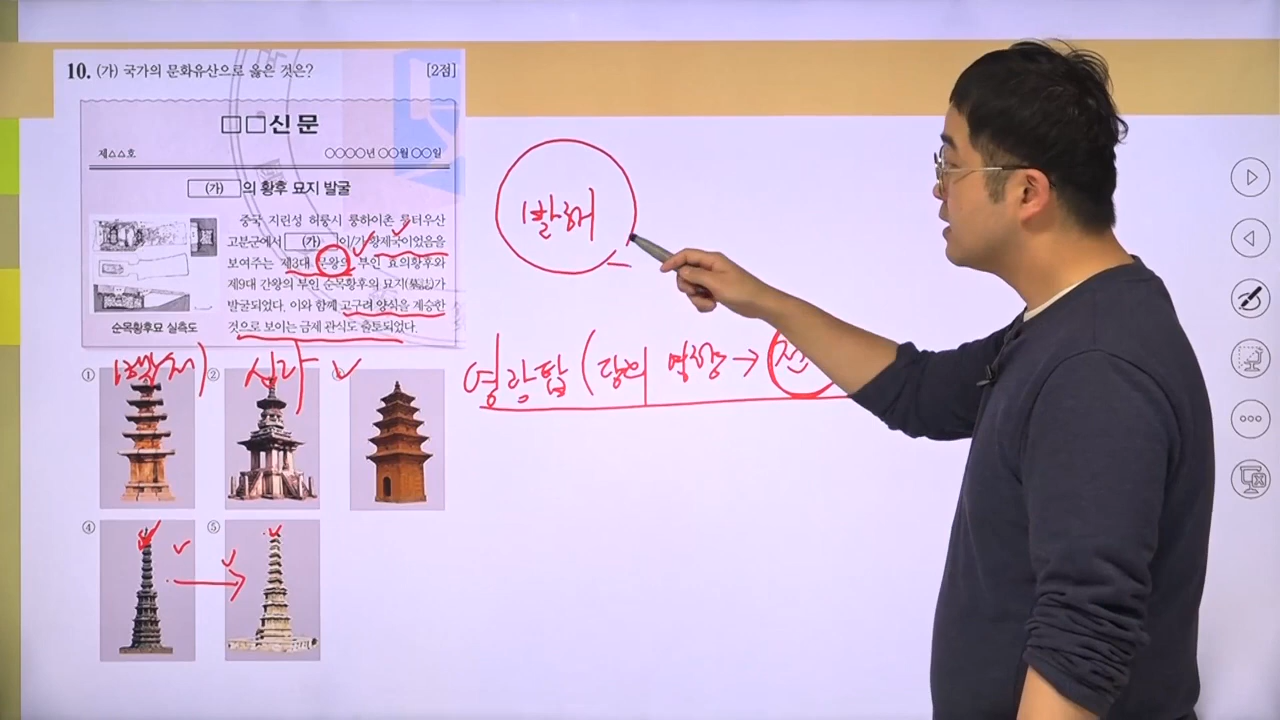 10. (가) 국가의 문화유산으로 옳은 것은? [2점]
□□신문
제△△호 ○○○○년 ○○월 ○○일
(가) 의 황후 묘지 발굴
중국 지린성 허룽시 룽하이촌 룽터우산
고분군에서 (가) 이/가 황제국이었음을
보여주는 제3대 문왕의 부인 효의황후와
제9대 간왕의 부인 순목황후의 묘지(墓誌)가
발굴되었다. 이와 함께 고구려 양식을 계승한
것으로 보이는 금제 관식도 출토되었다.
순목황후묘 실측도
발해
백제) 신라
영광탑 (당의 영향 → 전
① ② ③
④ ⑤